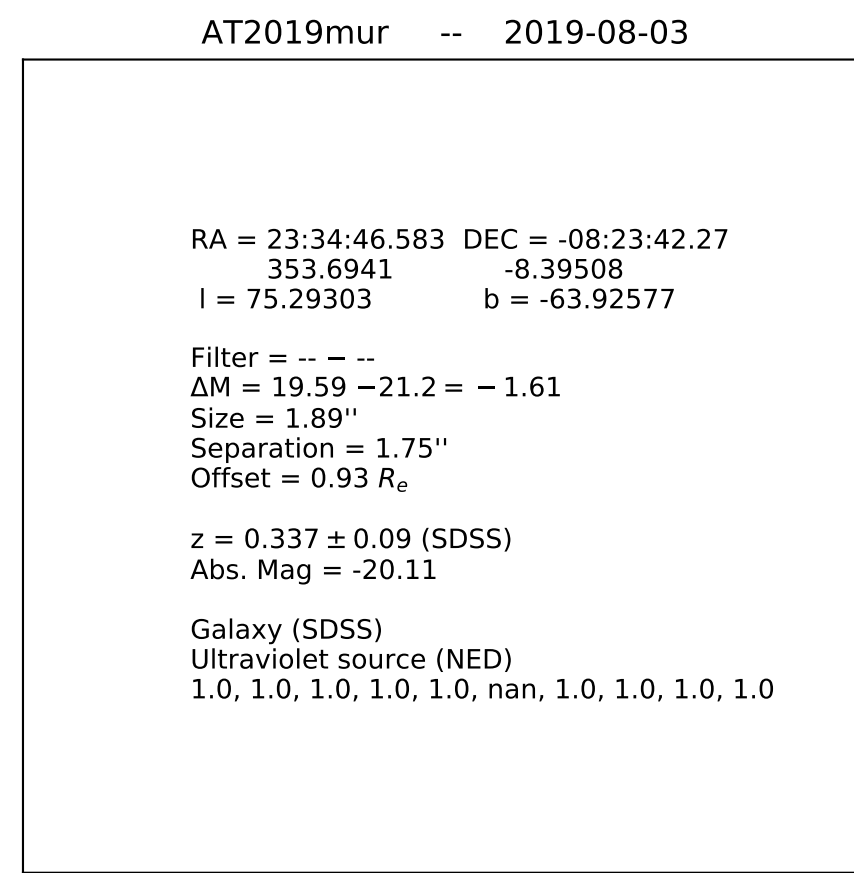 AT2019mur -- 2019-08-03
RA = 23:34:46.583 DEC = -08:23:42.27
353.6941 -8.39508
l = 75.29303 b = -63.92577
Filter = -- − --
ΔM = 19.59 −21.2 = − 1.61
Size = 1.89''
Separation = 1.75''
Offset = 0.93 Rₑ
z = 0.337 ± 0.09 (SDSS)
Abs. Mag = -20.11
Galaxy (SDSS)
Ultraviolet source (NED)
1.0, 1.0, 1.0, 1.0, 1.0, nan, 1.0, 1.0, 1.0, 1.0